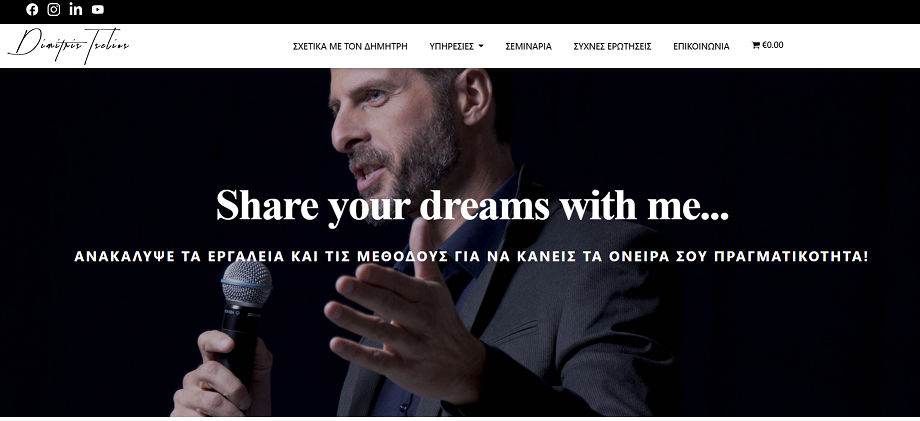 Dimitris Tselios
ΣΧΕΤΙΚΑ ΜΕ ΤΟΝ ΔΗΜΗΤΡΗ ΥΠΗΡΕΣΙΕΣ ΣΕΜΙΝΑΡΙΑ ΣΥΧΝΕΣ ΕΡΩΤΗΣΕΙΣ ΕΠΙΚΟΙΝΩΝΙΑ €0.00
Share your dreams with me...
ΑΝΑΚΑΛΥΨΕ ΤΑ ΕΡΓΑΛΕΙΑ ΚΑΙ ΤΙΣ ΜΕΘΟΔΟΥΣ ΓΙΑ ΝΑ ΚΑΝΕΙΣ ΤΑ ΟΝΕΙΡΑ ΣΟΥ ΠΡΑΓΜΑΤΙΚΟΤΗΤΑ!